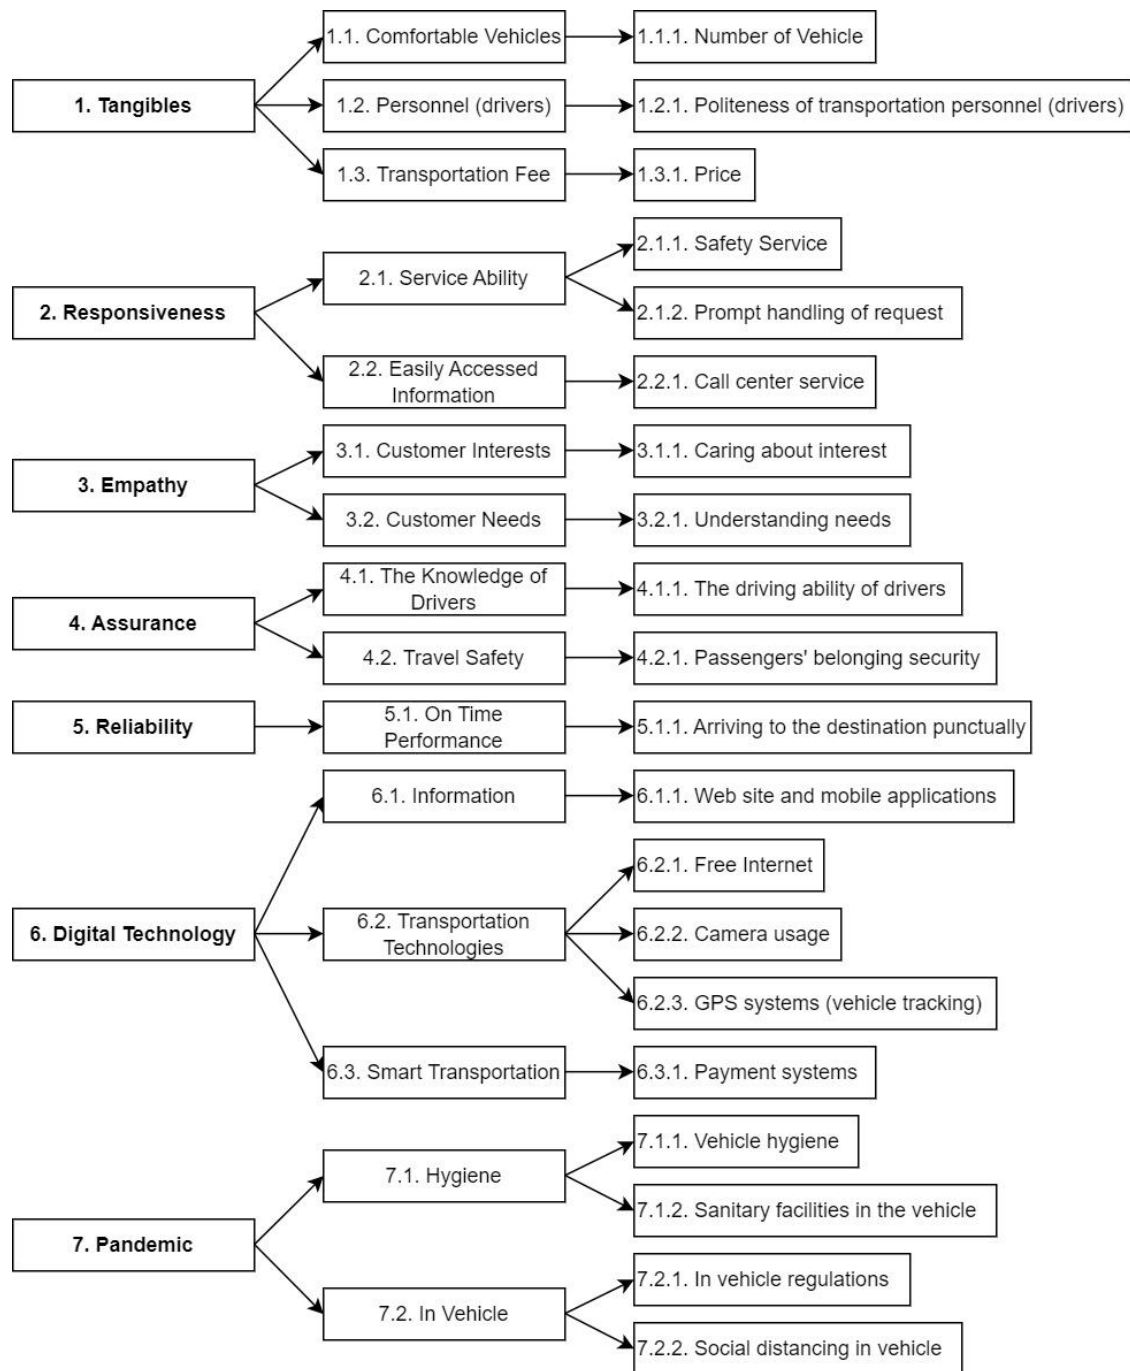 1. Tangibles
1.1. Comfortable Vehicles
1.1.1. Number of Vehicle
1.2. Personnel (drivers)
1.2.1. Politeness of transportation personnel (drivers)
1.3. Transportation Fee
1.3.1. Price
2. Responsiveness
2.1. Service Ability
2.1.1. Safety Service
2.1.2. Prompt handling of request
2.2. Easily Accessed
Information
2.2.1. Call center service
3. Empathy
3.1. Customer Interests
3.1.1. Caring about interest
3.2. Customer Needs
3.2.1. Understanding needs
4. Assurance
4.1. The Knowledge of
Drivers
4.1.1. The driving ability of drivers
4.2. Travel Safety
4.2.1. Passengers' belonging security
5. Reliability
5.1. On Time
Performance
5.1.1. Arriving to the destination punctually
6. Digital Technology
6.1. Information
6.1.1. Web site and mobile applications
6.2. Transportation
Technologies
6.2.1. Free Internet
6.2.2. Camera usage
6.2.3. GPS systems (vehicle tracking)
6.3. Smart Transportation
6.3.1. Payment systems
7. Pandemic
7.1. Hygiene
7.1.1. Vehicle hygiene
7.1.2. Sanitary facilities in the vehicle
7.2. In Vehicle
7.2.1. In vehicle regulations
7.2.2. Social distancing in vehicle